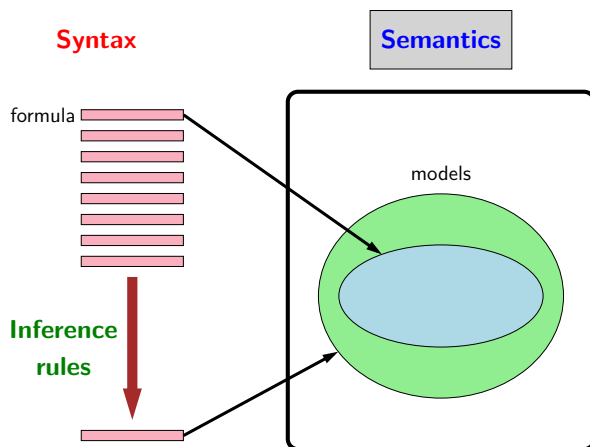 Syntax
Semantics
formula
models
Inference
rules